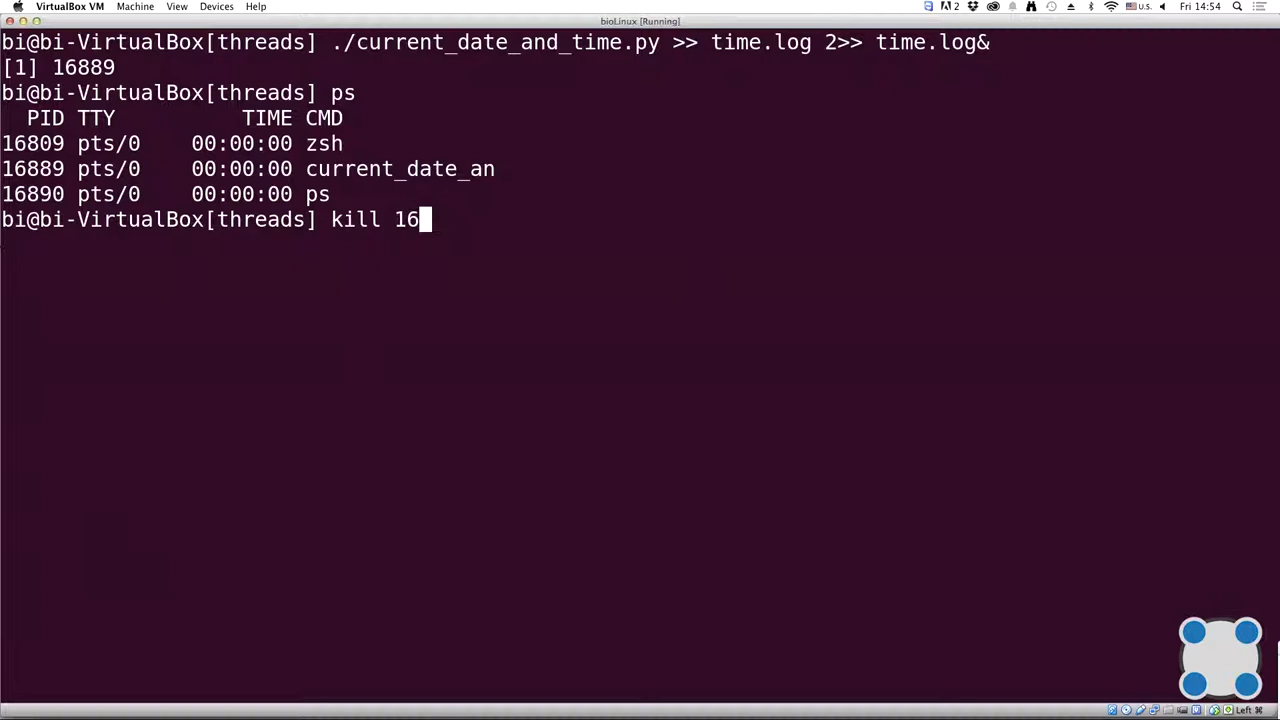 VirtualBox VM Machine View Devices Help 2 U.S. Fri 14:54
bioLinux [Running]
bi@bi-VirtualBox[threads] ./current_date_and_time.py >> time.log 2>> time.log&
[1] 16889
bi@bi-VirtualBox[threads] ps
PID TTY TIME CMD
16809 pts/0 00:00:00 zsh
16889 pts/0 00:00:00 current_date_an
16890 pts/0 00:00:00 ps
bi@bi-VirtualBox[threads] kill 16
Left ⌘